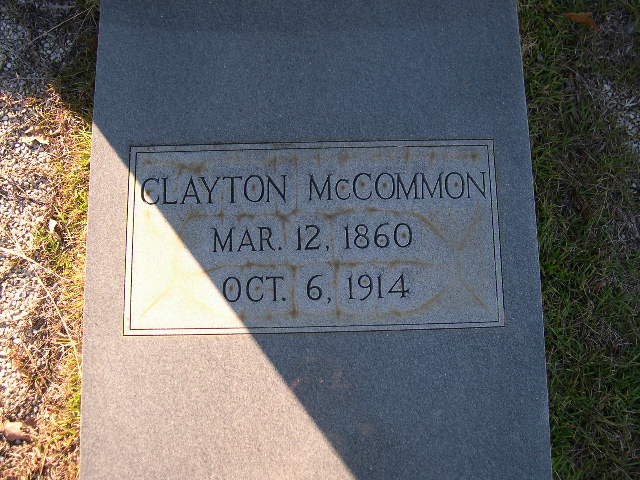 CLAYTON McCOMMON
MAR. 12, 1860
OCT. 6, 1914